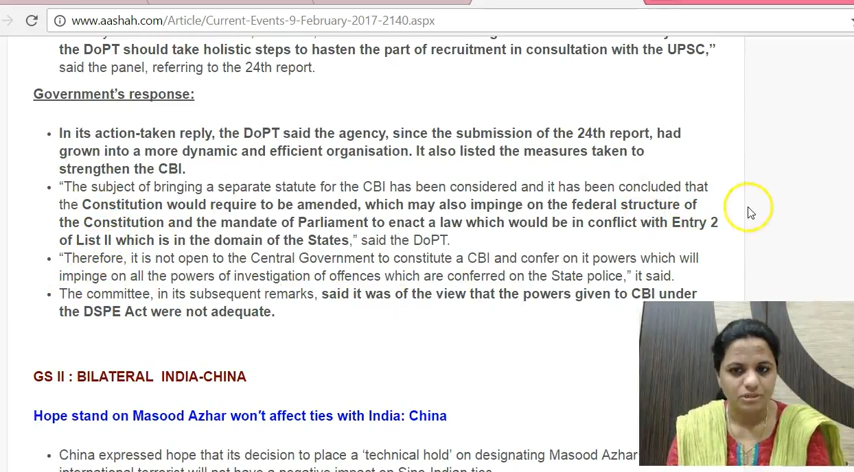 www.aashah.com/Article/Current-Events-9-February-2017-2140.aspx
the DoPT should take holistic steps to hasten the part of recruitment in consultation with the UPSC,”
said the panel, referring to the 24th report.
Government’s response:
• In its action-taken reply, the DoPT said the agency, since the submission of the 24th report, had
grown into a more dynamic and efficient organisation. It also listed the measures taken to
strengthen the CBI.
• “The subject of bringing a separate statute for the CBI has been considered and it has been concluded that
the Constitution would require to be amended, which may also impinge on the federal structure of
the Constitution and the mandate of Parliament to enact a law which would be in conflict with Entry 2
of List II which is in the domain of the States,” said the DoPT.
• “Therefore, it is not open to the Central Government to constitute a CBI and confer on it powers which will
impinge on all the powers of investigation of offences which are conferred on the State police,” it said.
• The committee, in its subsequent remarks, said it was of the view that the powers given to CBI under
the DSPE Act were not adequate.
GS II : BILATERAL INDIA-CHINA
Hope stand on Masood Azhar won’t affect ties with India: China
• China expressed hope that its decision to place a ‘technical hold’ on designating Masood Azhar
international terrorist will not have a negative impact on Sino-Indian ties